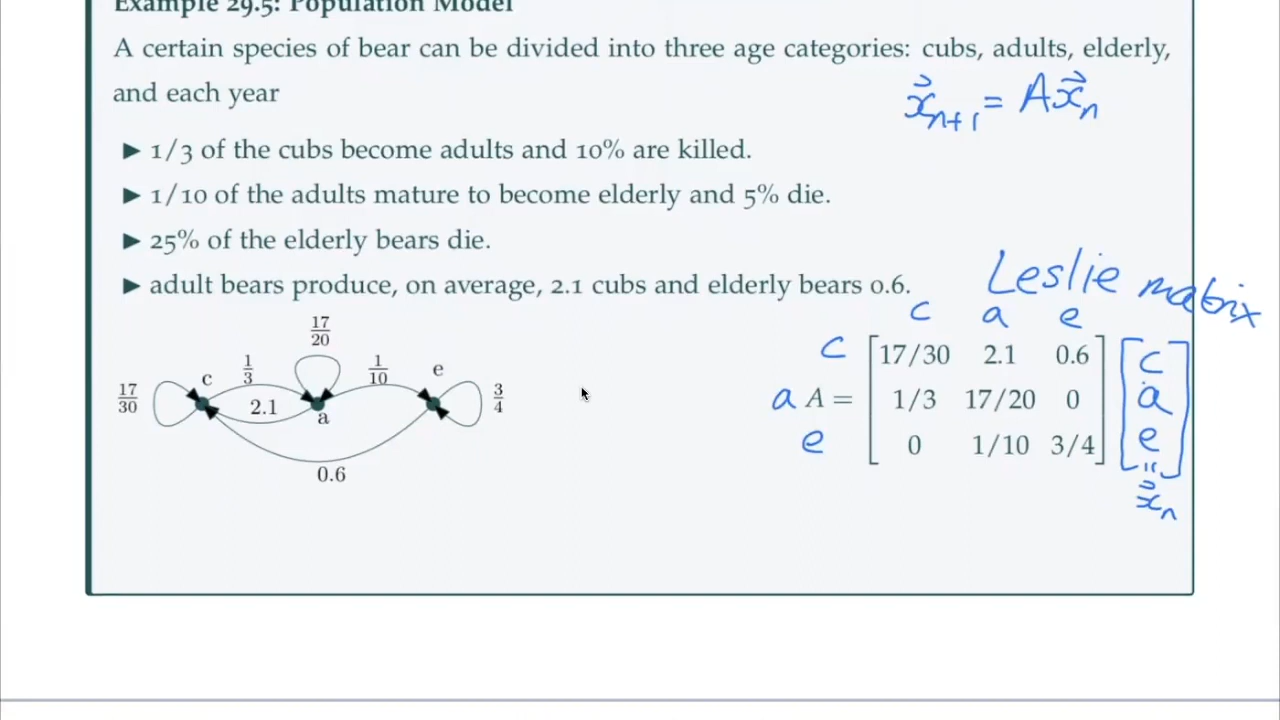 Example 29.5: Population Model
A certain species of bear can be divided into three age categories: cubs, adults, elderly,
and each year
x⃗ₙ₊₁ = Ax⃗ₙ
▶ 1/3 of the cubs become adults and 10% are killed.
▶ 1/10 of the adults mature to become elderly and 5% die.
▶ 25% of the elderly bears die.
▶ adult bears produce, on average, 2.1 cubs and elderly bears 0.6.
Leslie matrix
17/20
1/3
1/10
c
e
17/30
2.1
a
3/4
0.6
c a e
c 17/30 2.1 0.6 c
a A = 1/3 17/20 0 a
e 0 1/10 3/4 e
=
x⃗ₙ